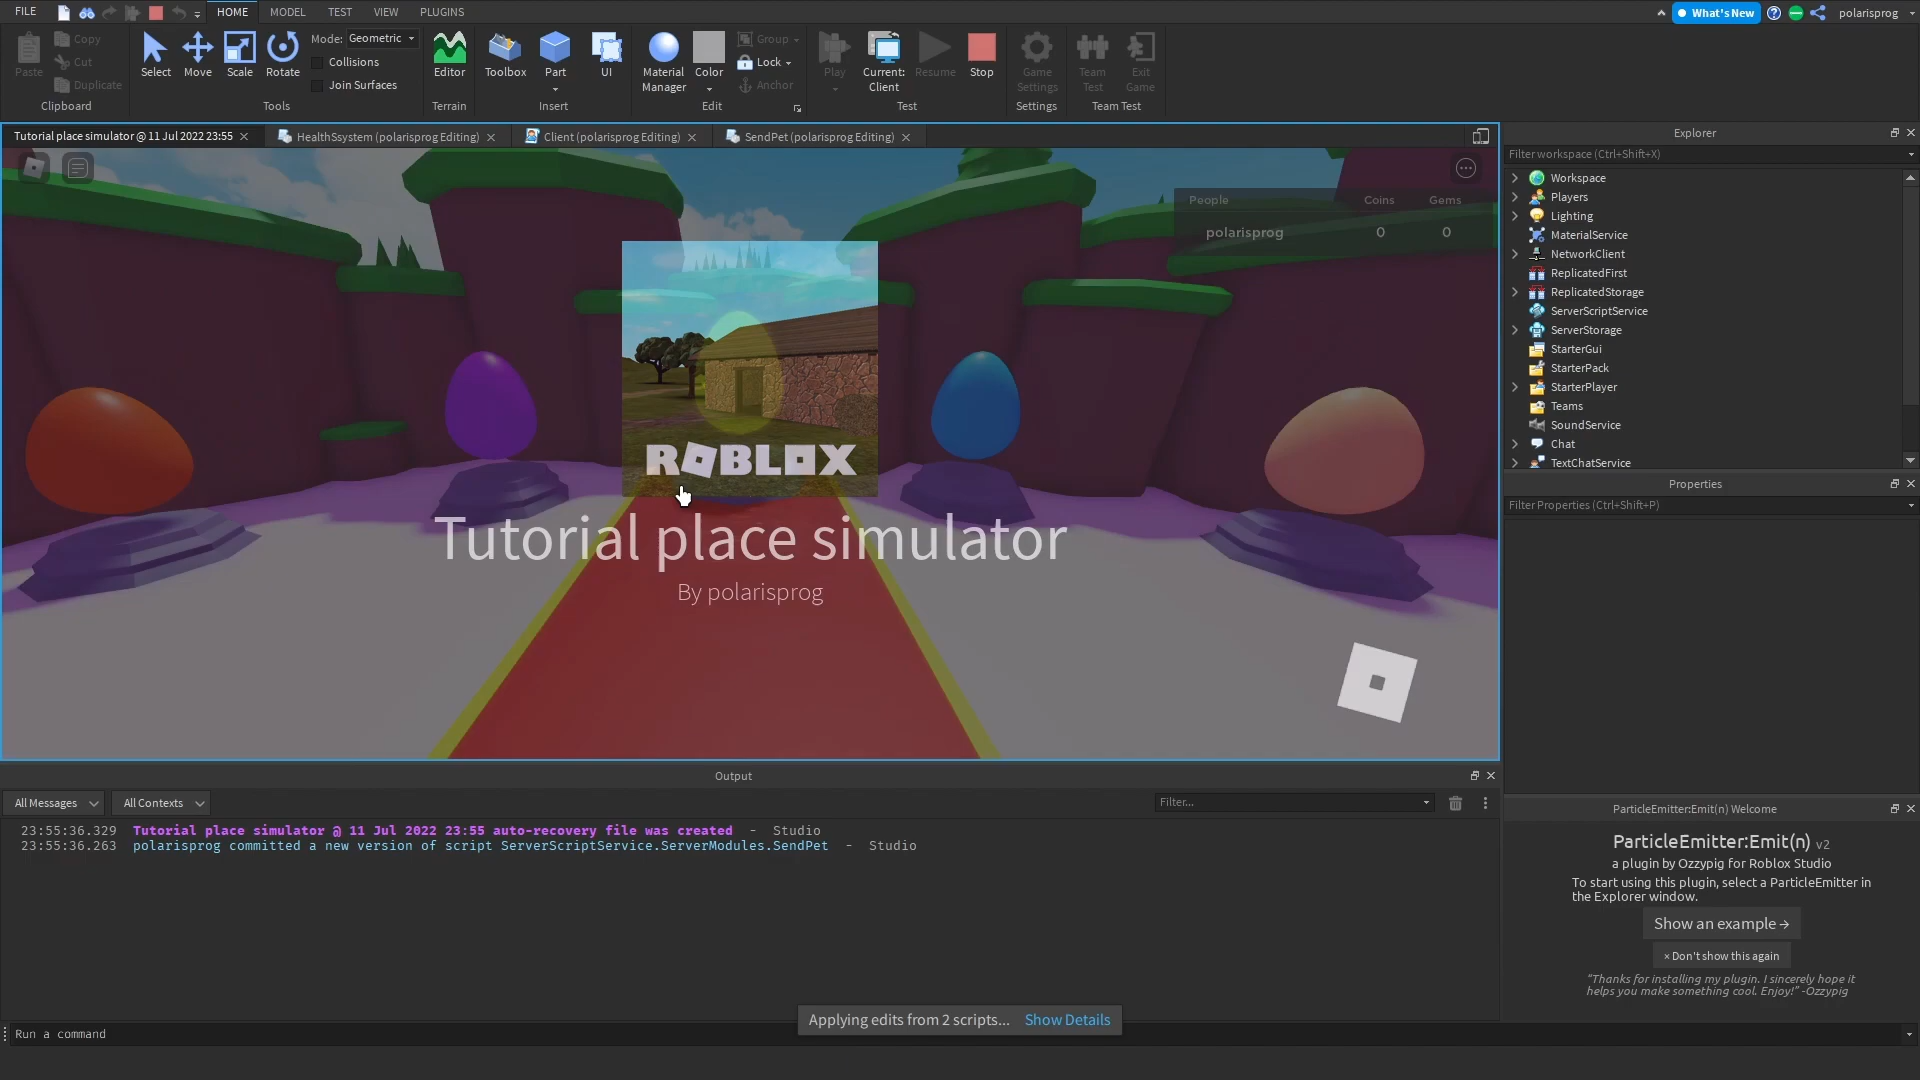 FILE HOME MODEL TEST VIEW PLUGINS What's New polarisprog
Paste Copy Cut Duplicate Clipboard
Select Move Scale Rotate Mode: Geometric Collisions Join Surfaces Tools
Editor Terrain
Toolbox Part UI Insert
Material Manager Color Group Lock Anchor Edit
Play Current: Client Resume Stop Test
Game Settings Settings
Team Test Exit Game Team Test
Tutorial place simulator @ 11 Jul 2022 23:55 HealthSsystem (polarisprog Editing) Client (polarisprog Editing) SendPet (polarisprog Editing)
People Coins Gems
polarisprog 0 0
ROBLOX
Tutorial place simulator
By polarisprog
Explorer
Filter workspace (Ctrl+Shift+X)
Workspace
Players
Lighting
MaterialService
NetworkClient
ReplicatedFirst
ReplicatedStorage
ServerScriptService
ServerStorage
StarterGui
StarterPack
StarterPlayer
Teams
SoundService
Chat
TextChatService
Properties
Filter Properties (Ctrl+Shift+P)
Output
All Messages All Contexts Filter...
23:55:36.329 Tutorial place simulator @ 11 Jul 2022 23:55 auto-recovery file was created - Studio
23:55:36.263 polarisprog committed a new version of script ServerScriptService.ServerModules.SendPet - Studio
ParticleEmitter:Emit(n) Welcome
ParticleEmitter:Emit(n) v2
a plugin by Ozzypig for Roblox Studio
To start using this plugin, select a ParticleEmitter in
the Explorer window.
Show an example →
× Don't show this again
"Thanks for installing my plugin. I sincerely hope it
helps you make something cool. Enjoy!" -Ozzypig
Applying edits from 2 scripts... Show Details
Run a command